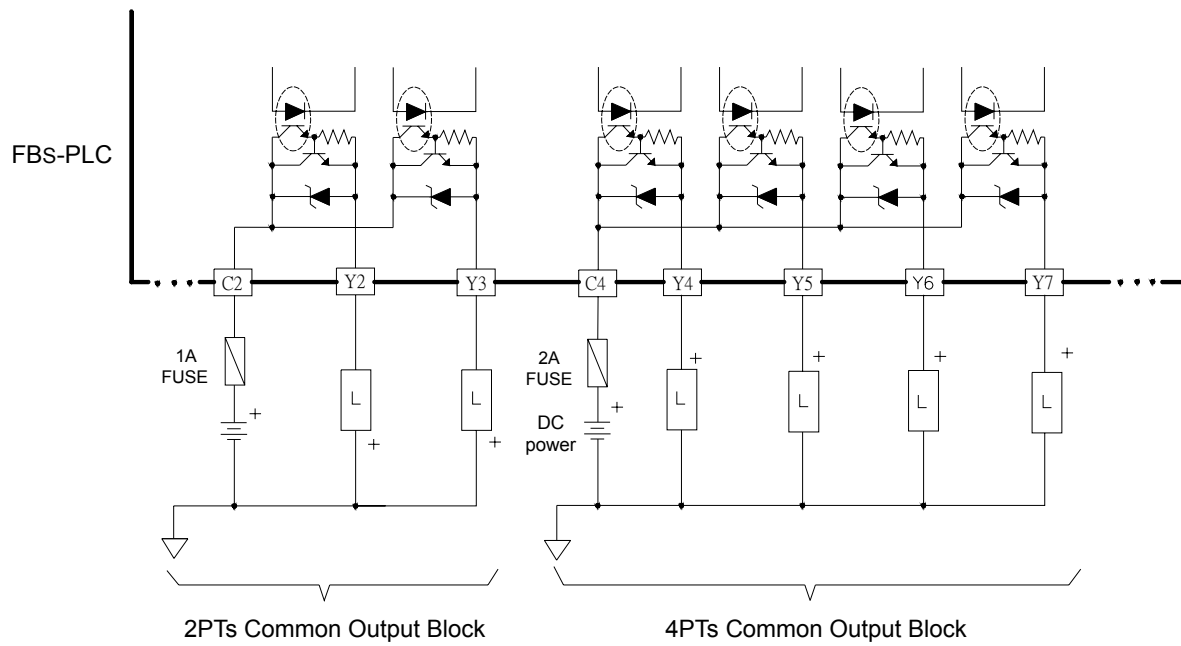 FBs-PLC
C2
Y2
Y3
C4
Y4
Y5
Y6
Y7
1A
FUSE
+
L
+
L
+
2A
FUSE
DC
power
+
L
+
L
+
L
+
L
+
2PTs Common Output Block
4PTs Common Output Block